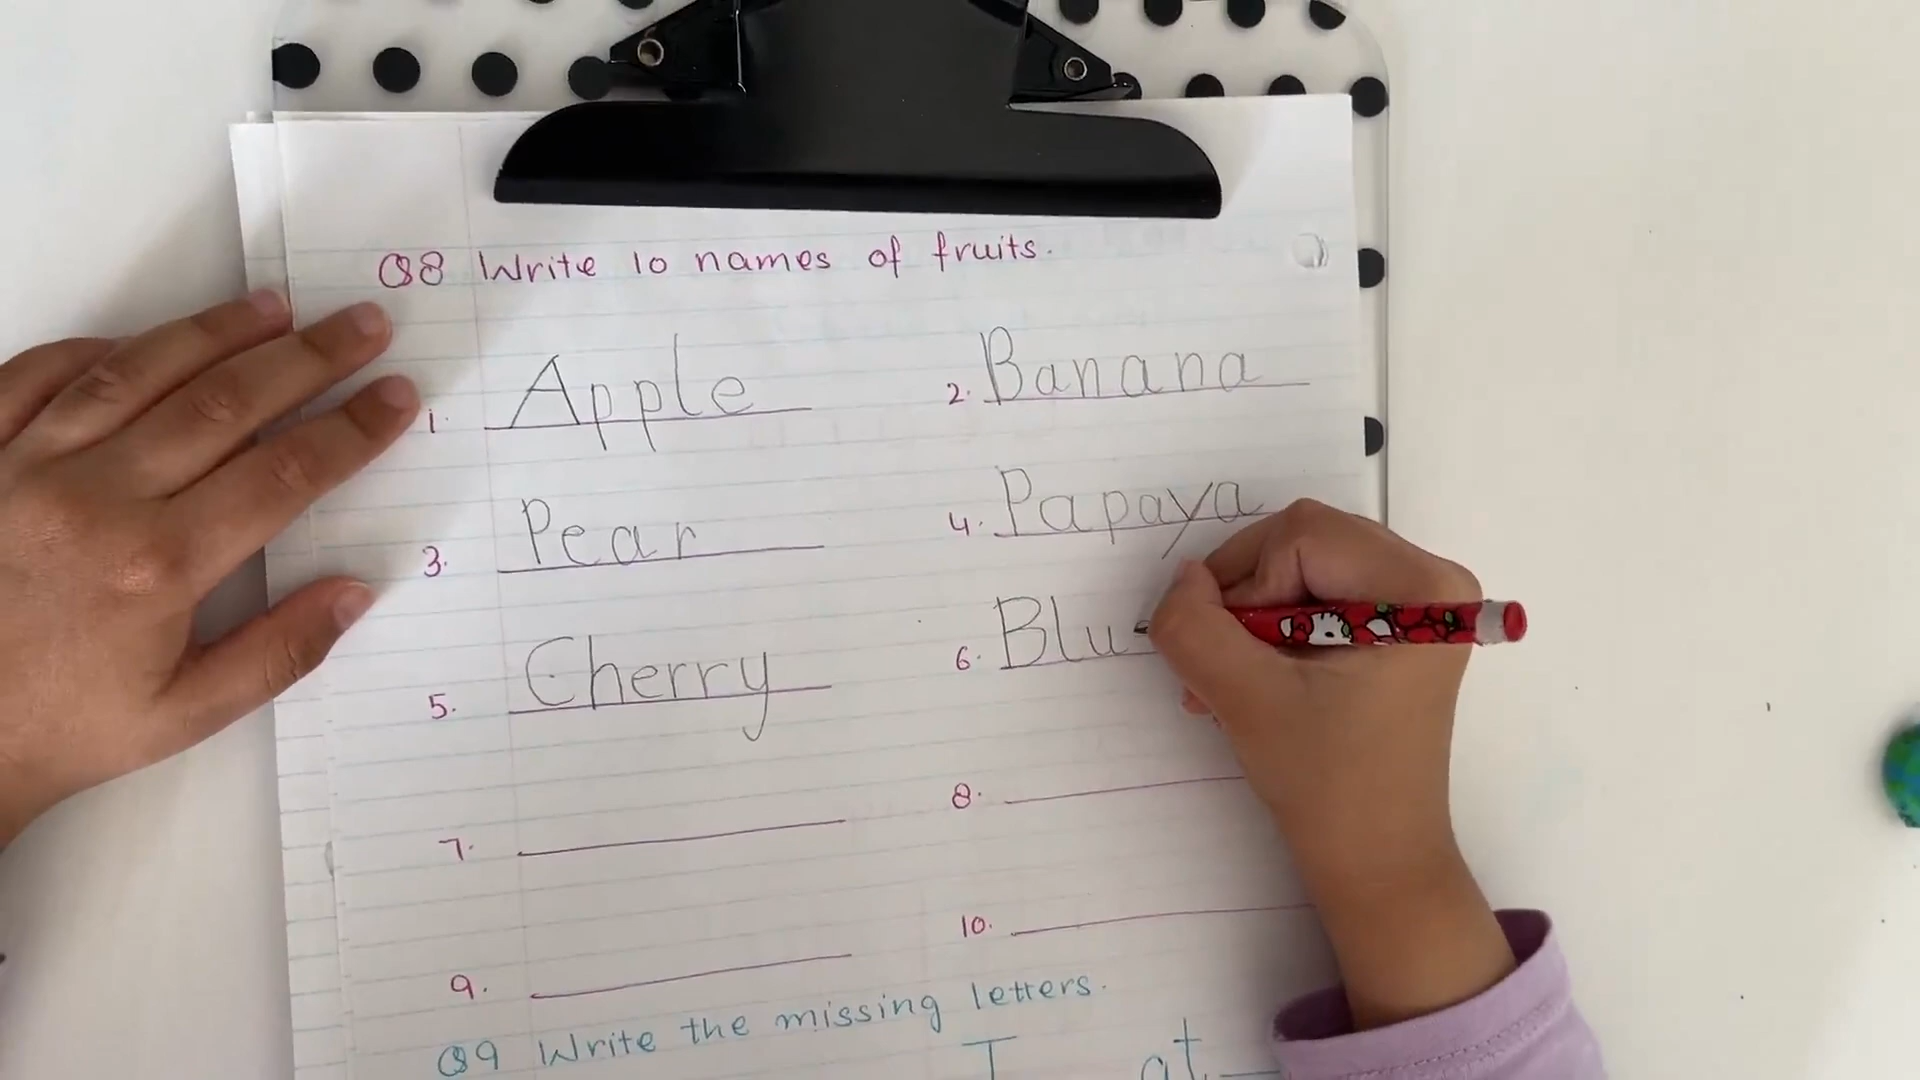 Q8 Write 10 names of fruits.
1. Apple 2. Banana
3. Pear 4. Papaya
5. Cherry 6. Blu
7. 8.
9. 10.
Q9 Write the missing letters.